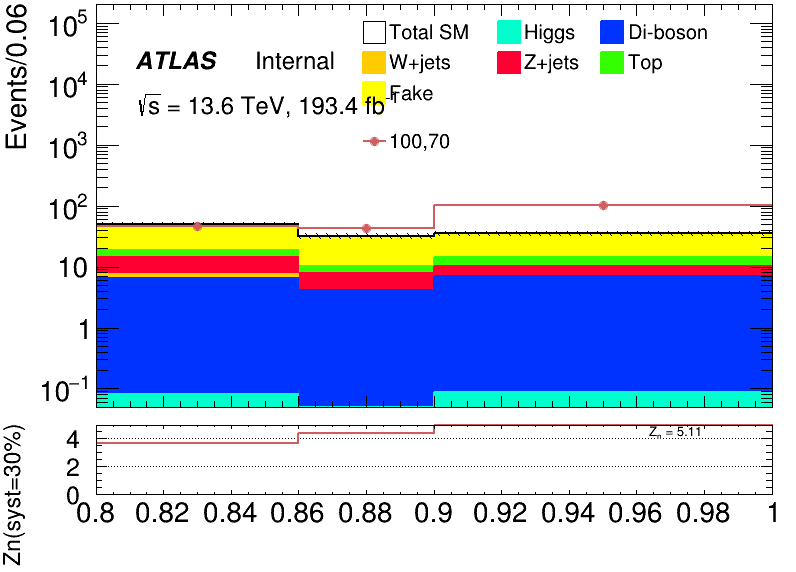 Events/0.06
10⁵
10⁴
10³
10²
10
1
10⁻¹
ATLAS Internal
√s = 13.6 TeV, 193.4 fb⁻¹
Total SM
Higgs
Di-boson
W+jets
Z+jets
Top
Fake
100,70
Zn(syst=30%)
4
2
0
Zₙ = 5.11
0.8 0.82 0.84 0.86 0.88 0.9 0.92 0.94 0.96 0.98 1